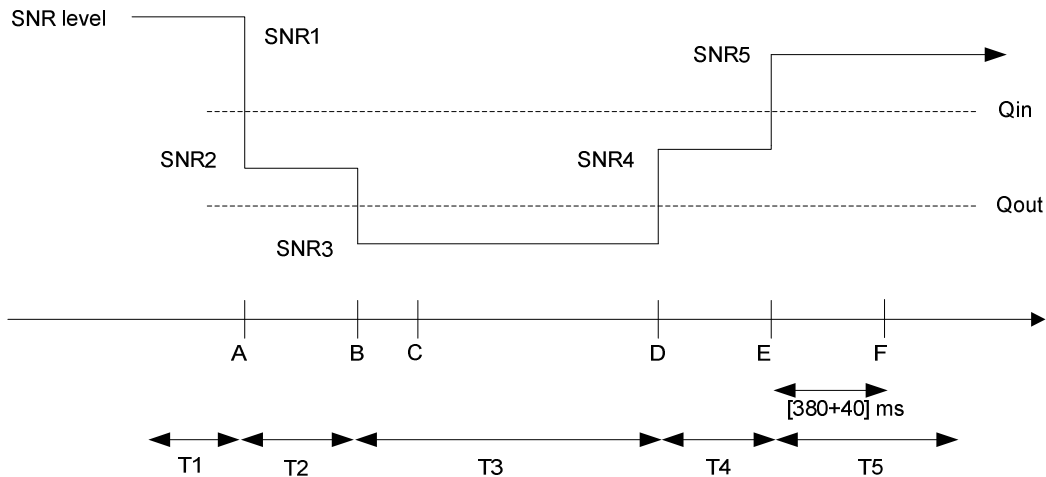 SNR level
SNR1
SNR5
Qin
SNR2
SNR4
Qout
SNR3
A B C D E F
[380+40] ms
T1 T2 T3 T4 T5